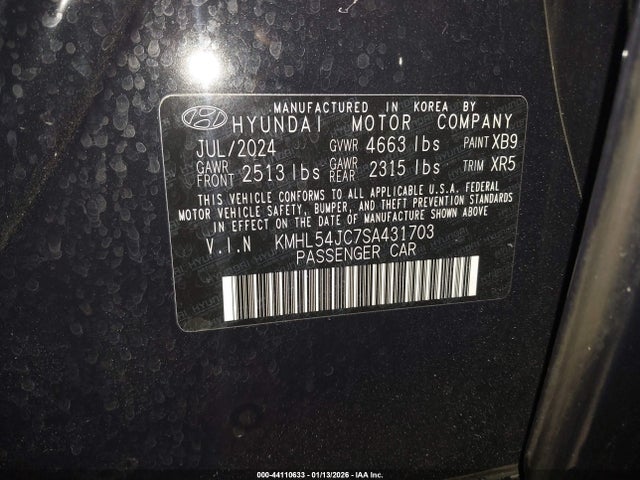 MANUFACTURED IN KOREA BY
HYUNDAI MOTOR COMPANY
JUL/2024 GVWR 4663 lbs PAINT XB9
GAWR FRONT 2513 lbs GAWR REAR 2315 lbs TRIM XR5
THIS VEHICLE CONFORMS TO ALL APPLICABLE U.S.A. FEDERAL
MOTOR VEHICLE SAFETY, BUMPER, AND THEFT PREVENTION STANDARDS
IN EFFECT ON THE DATE OF MANUFACTURE SHOWN ABOVE.
V.I.N KMHL54JC7SA431703
PASSENGER CAR
000-44110633 - 01/13/2026 - IAA Inc.